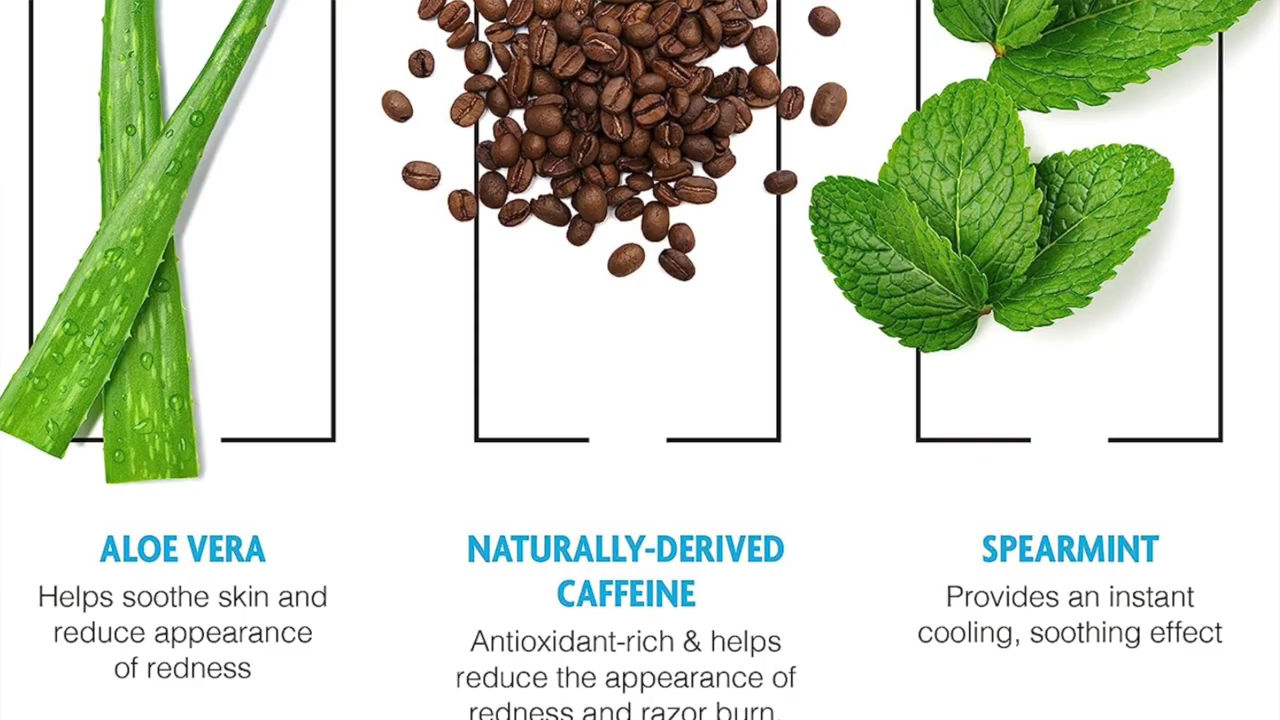 ALOE VERA
Helps soothe skin and
reduce appearance
of redness
NATURALLY-DERIVED
CAFFEINE
Antioxidant-rich & helps
reduce the appearance of
redness and razor burn.
SPEARMINT
Provides an instant
cooling, soothing effect